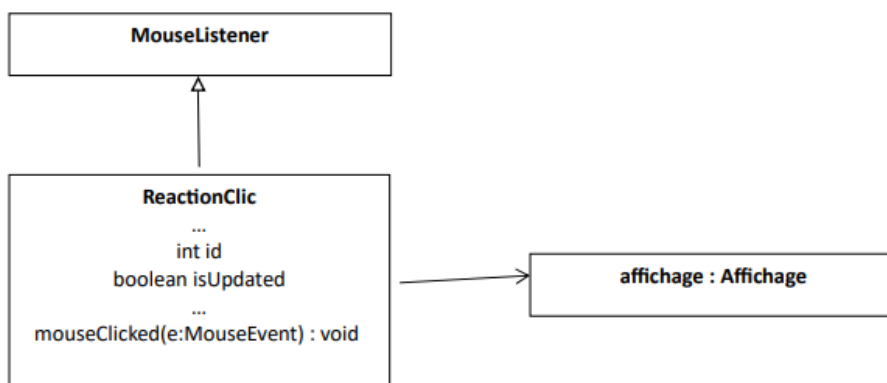 MouseListener
ReactionClic
...
int id
boolean isUpdated
...
mouseClicked(e:MouseEvent) : void
affichage : Affichage